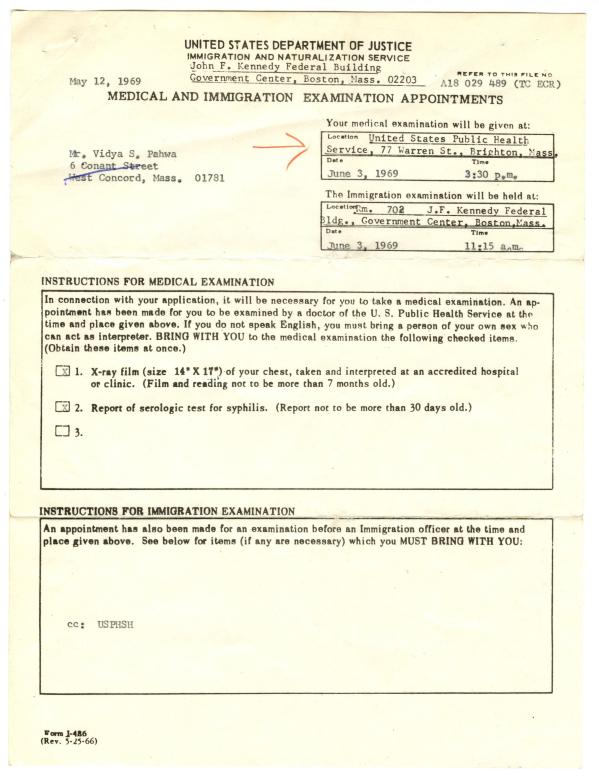 UNITED STATES DEPARTMENT OF JUSTICE
IMMIGRATION AND NATURALIZATION SERVICE
John F. Kennedy Federal Building
May 12, 1969
Government Center, Boston, Mass. 02203
REFER TO THIS FILE NO
A18 029 489 (TC ECR)
MEDICAL AND IMMIGRATION EXAMINATION APPOINTMENTS
Mr. Vidya S. Pahwa
6 Conant Street
West Concord, Mass. 01781
Your medical examination will be given at:
Location United States Public Health
Service, 77 Warren St., Brighton, Mass.
Date Time
June 3, 1969 3:30 p.m.
The Immigration examination will be held at:
Location Rm. 702 J.F. Kennedy Federal
Bldg., Government Center, Boston,Mass.
Date Time
June 3, 1969 11:15 a.m.
INSTRUCTIONS FOR MEDICAL EXAMINATION
In connection with your application, it will be necessary for you to take a medical examination. An ap-
pointment has been made for you to be examined by a doctor of the U. S. Public Health Service at the
time and place given above. If you do not speak English, you must bring a person of your own sex who
can act as interpreter. BRING WITH YOU to the medical examination the following checked items.
(Obtain these items at once.)
x 1. X-ray film (size 14" X 17") of your chest, taken and interpreted at an accredited hospital
or clinic. (Film and reading not to be more than 7 months old.)
x 2. Report of serologic test for syphilis. (Report not to be more than 30 days old.)
3.
INSTRUCTIONS FOR IMMIGRATION EXAMINATION
An appointment has also been made for an examination before an Immigration officer at the time and
place given above. See below for items (if any are necessary) which you MUST BRING WITH YOU:
cc: USPHSH
Form I-486
(Rev. 5-25-66)